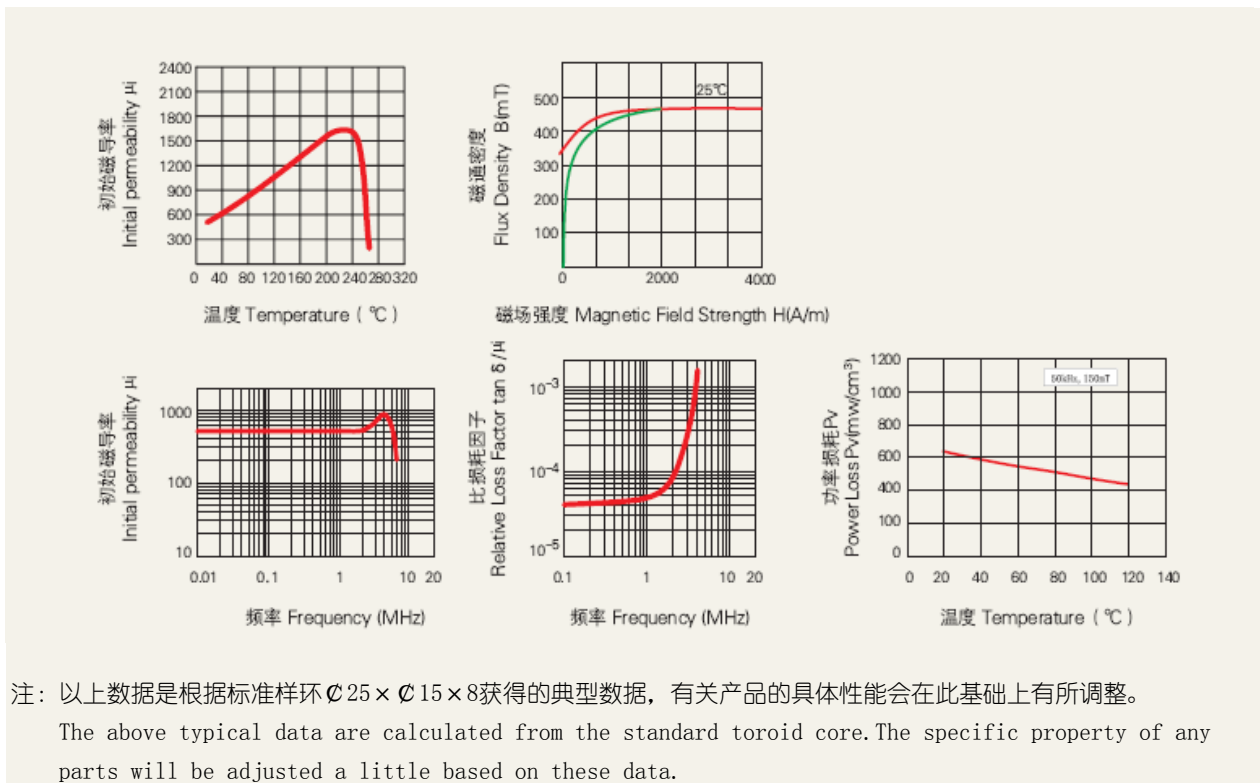 2400
2100
1800
1500
1200
900
600
300
0 40 80 120 160 200 240 280 320
初始磁导率
Initial permeability μi
温度 Temperature ( ℃ )
500
400
300
200
100
0 2000 4000
25℃
磁通密度
Flux Density B(mT)
磁场强度 Magnetic Field Strength H(A/m)
1000
100
10
0.01 0.1 1 10 20
初始磁导率
Initial permeability μi
频率 Frequency (MHz)
10⁻³
10⁻⁴
10⁻⁵
0.1 1 10 20
比损耗因子
Relative Loss Factor tan δ/μi
频率 Frequency (MHz)
1200
1000
800
600
400
100
0
0 20 40 60 80 100 120 140
50kHz, 150mT
功率损耗Pv
Power Loss Pv(mw/cm³)
温度 Temperature ( ℃ )
注: 以上数据是根据标准样环₡25×₡15×8获得的典型数据，有关产品的具体性能会在此基础上有所调整。
The above typical data are calculated from the standard toroid core.The specific property of any
parts will be adjusted a little based on these data.